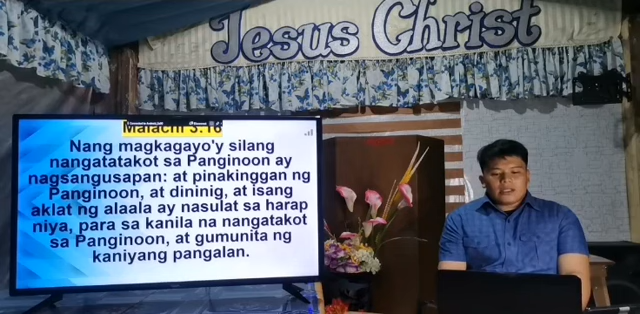 Jesus Christ
Malachi 3:16
Nang magkagayo'y silang
nangatatakot sa Panginoon ay
nagsangusapan: at pinakinggan ng
Panginoon, at dininig, at isang
aklat ng alaala ay nasulat sa harap
niya, para sa kanila na nangatakot
sa Panginoon, at gumunita ng
kaniyang pangalan.